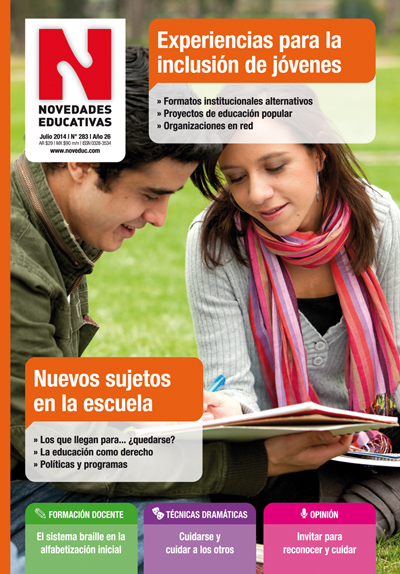 N
NOVEDADES
EDUCATIVAS
Julio 2014 I N° 283 I Año 26
AR $29 I MX $90 m/n I ISSN 0328-3534
www.noveduc.com
Experiencias para la
inclusión de jóvenes
» Formatos institucionales alternativos
» Proyectos de educación popular
» Organizaciones en red
Nuevos sujetos
en la escuela
» Los que llegan para... ¿quedarse?
» La educación como derecho
» Políticas y programas
FORMACIÓN DOCENTE
El sistema braille en la
alfabetización inicial
TÉCNICAS DRAMÁTICAS
Cuidarse y
cuidar a los otros
OPINIÓN
Invitar para
reconocer y cuidar